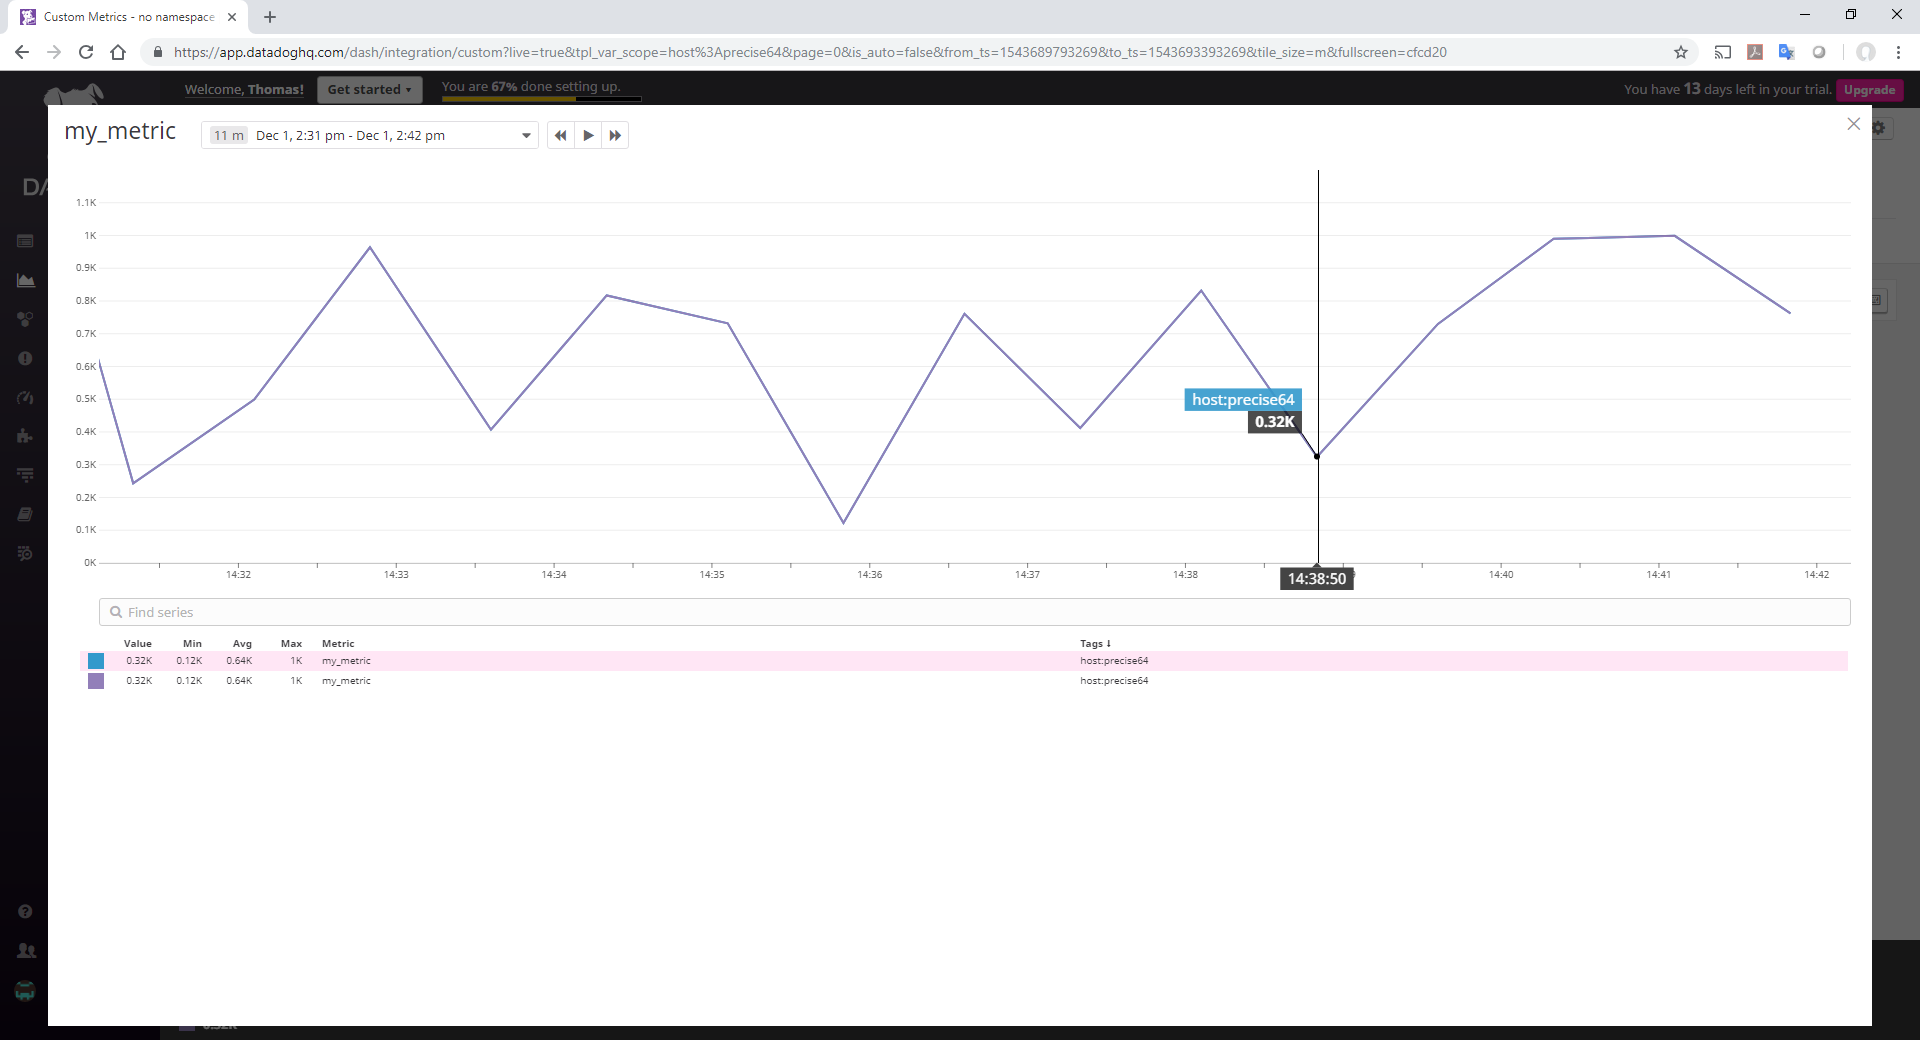 Custom Metrics - no namespace
https://app.datadoghq.com/dash/integration/custom?live=true&tpl_var_scope=host%3Aprecise64&page=0&is_auto=false&from_ts=1543689793269&to_ts=1543693393269&tile_size=m&fullscreen=cfcd20
Welcome, Thomas!
Get started
You are 67% done setting up.
You have 13 days left in your trial.
Upgrade
DA
my_metric
11 m Dec 1, 2:31 pm - Dec 1, 2:42 pm
1.1K
1K
0.9K
0.8K
0.7K
0.6K
0.5K
0.4K
0.3K
0.2K
0.1K
0K
host:precise64
0.32K
14:32 14:33 14:34 14:35 14:36 14:37 14:38 14:38:50 14:40 14:41 14:42
Find series
Value Min Avg Max Metric Tags ↓
0.32K 0.12K 0.64K 1K my_metric host:precise64
0.32K 0.12K 0.64K 1K my_metric host:precise64